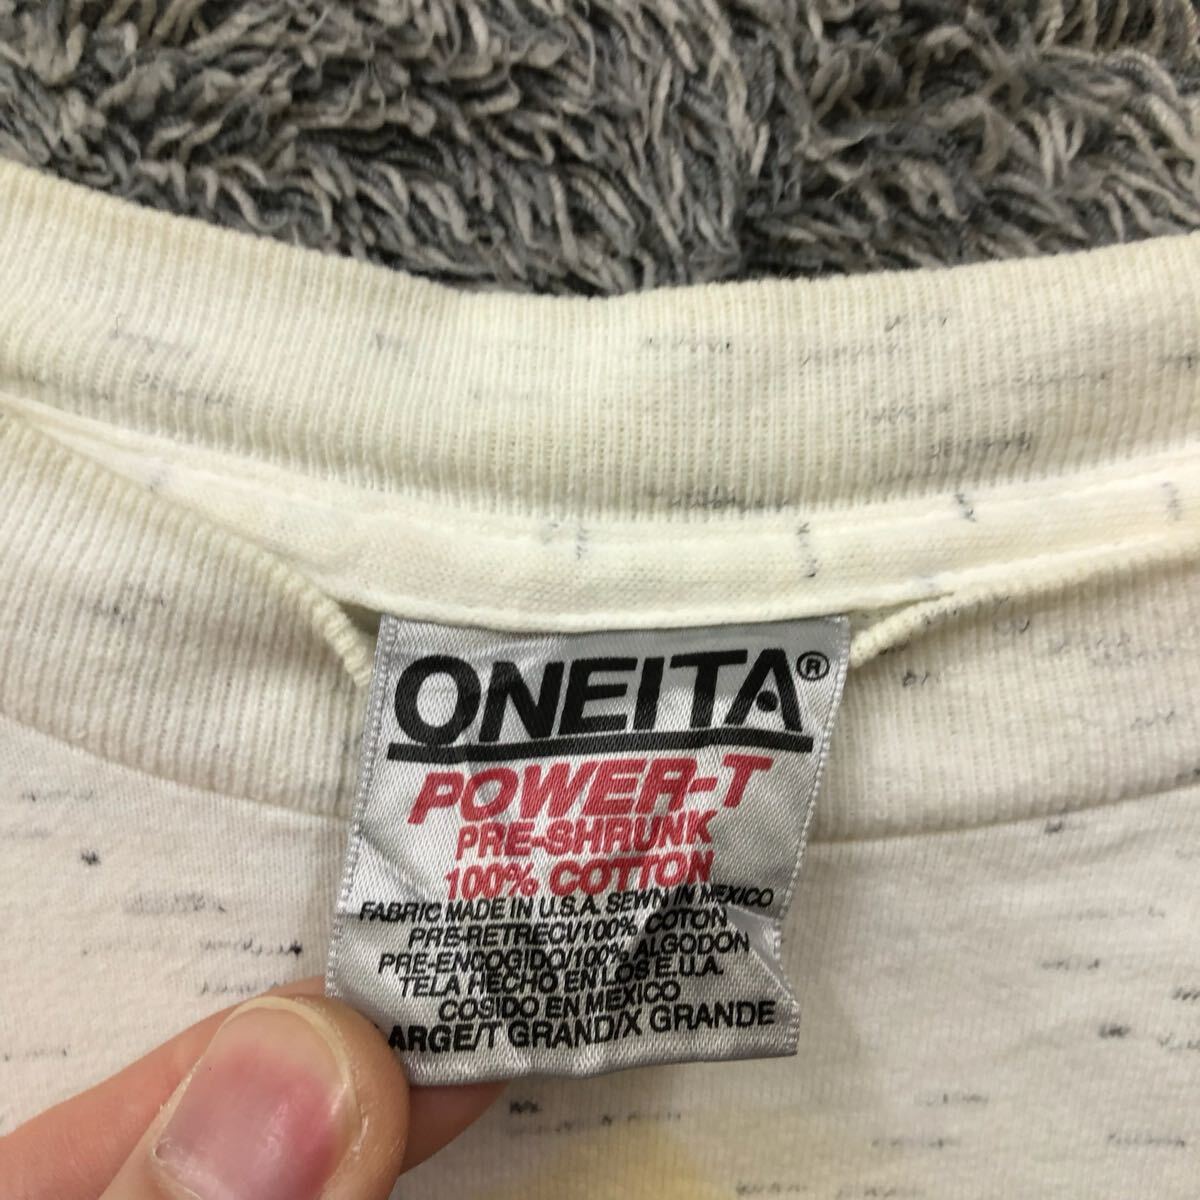 ONEITA®
POWER-T
PRE-SHRUNK
100% COTTON
FABRIC MADE IN U.S.A. SEWN IN MEXICO
PRE-RETRECI/100% COTON
PRE-ENCOGIDO/100% ALGODON
TELA HECHO EN LOS E.U.A.
COSIDO EN MEXICO
ARGE/T GRAND/X GRANDE